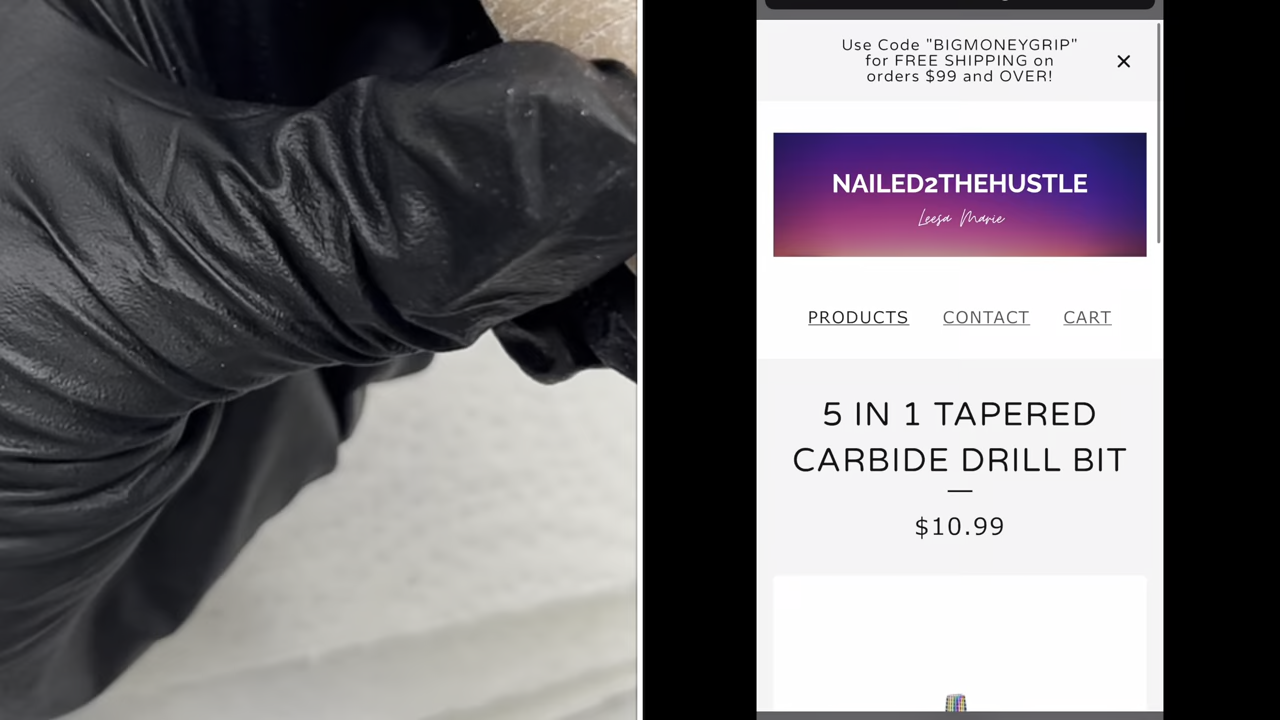 Use Code "BIGMONEYGRIP"
for FREE SHIPPING on
orders $99 and OVER!
NAILED2THEHUSTLE
Leesa Marie
PRODUCTS CONTACT CART
5 IN 1 TAPERED
CARBIDE DRILL BIT
$10.99